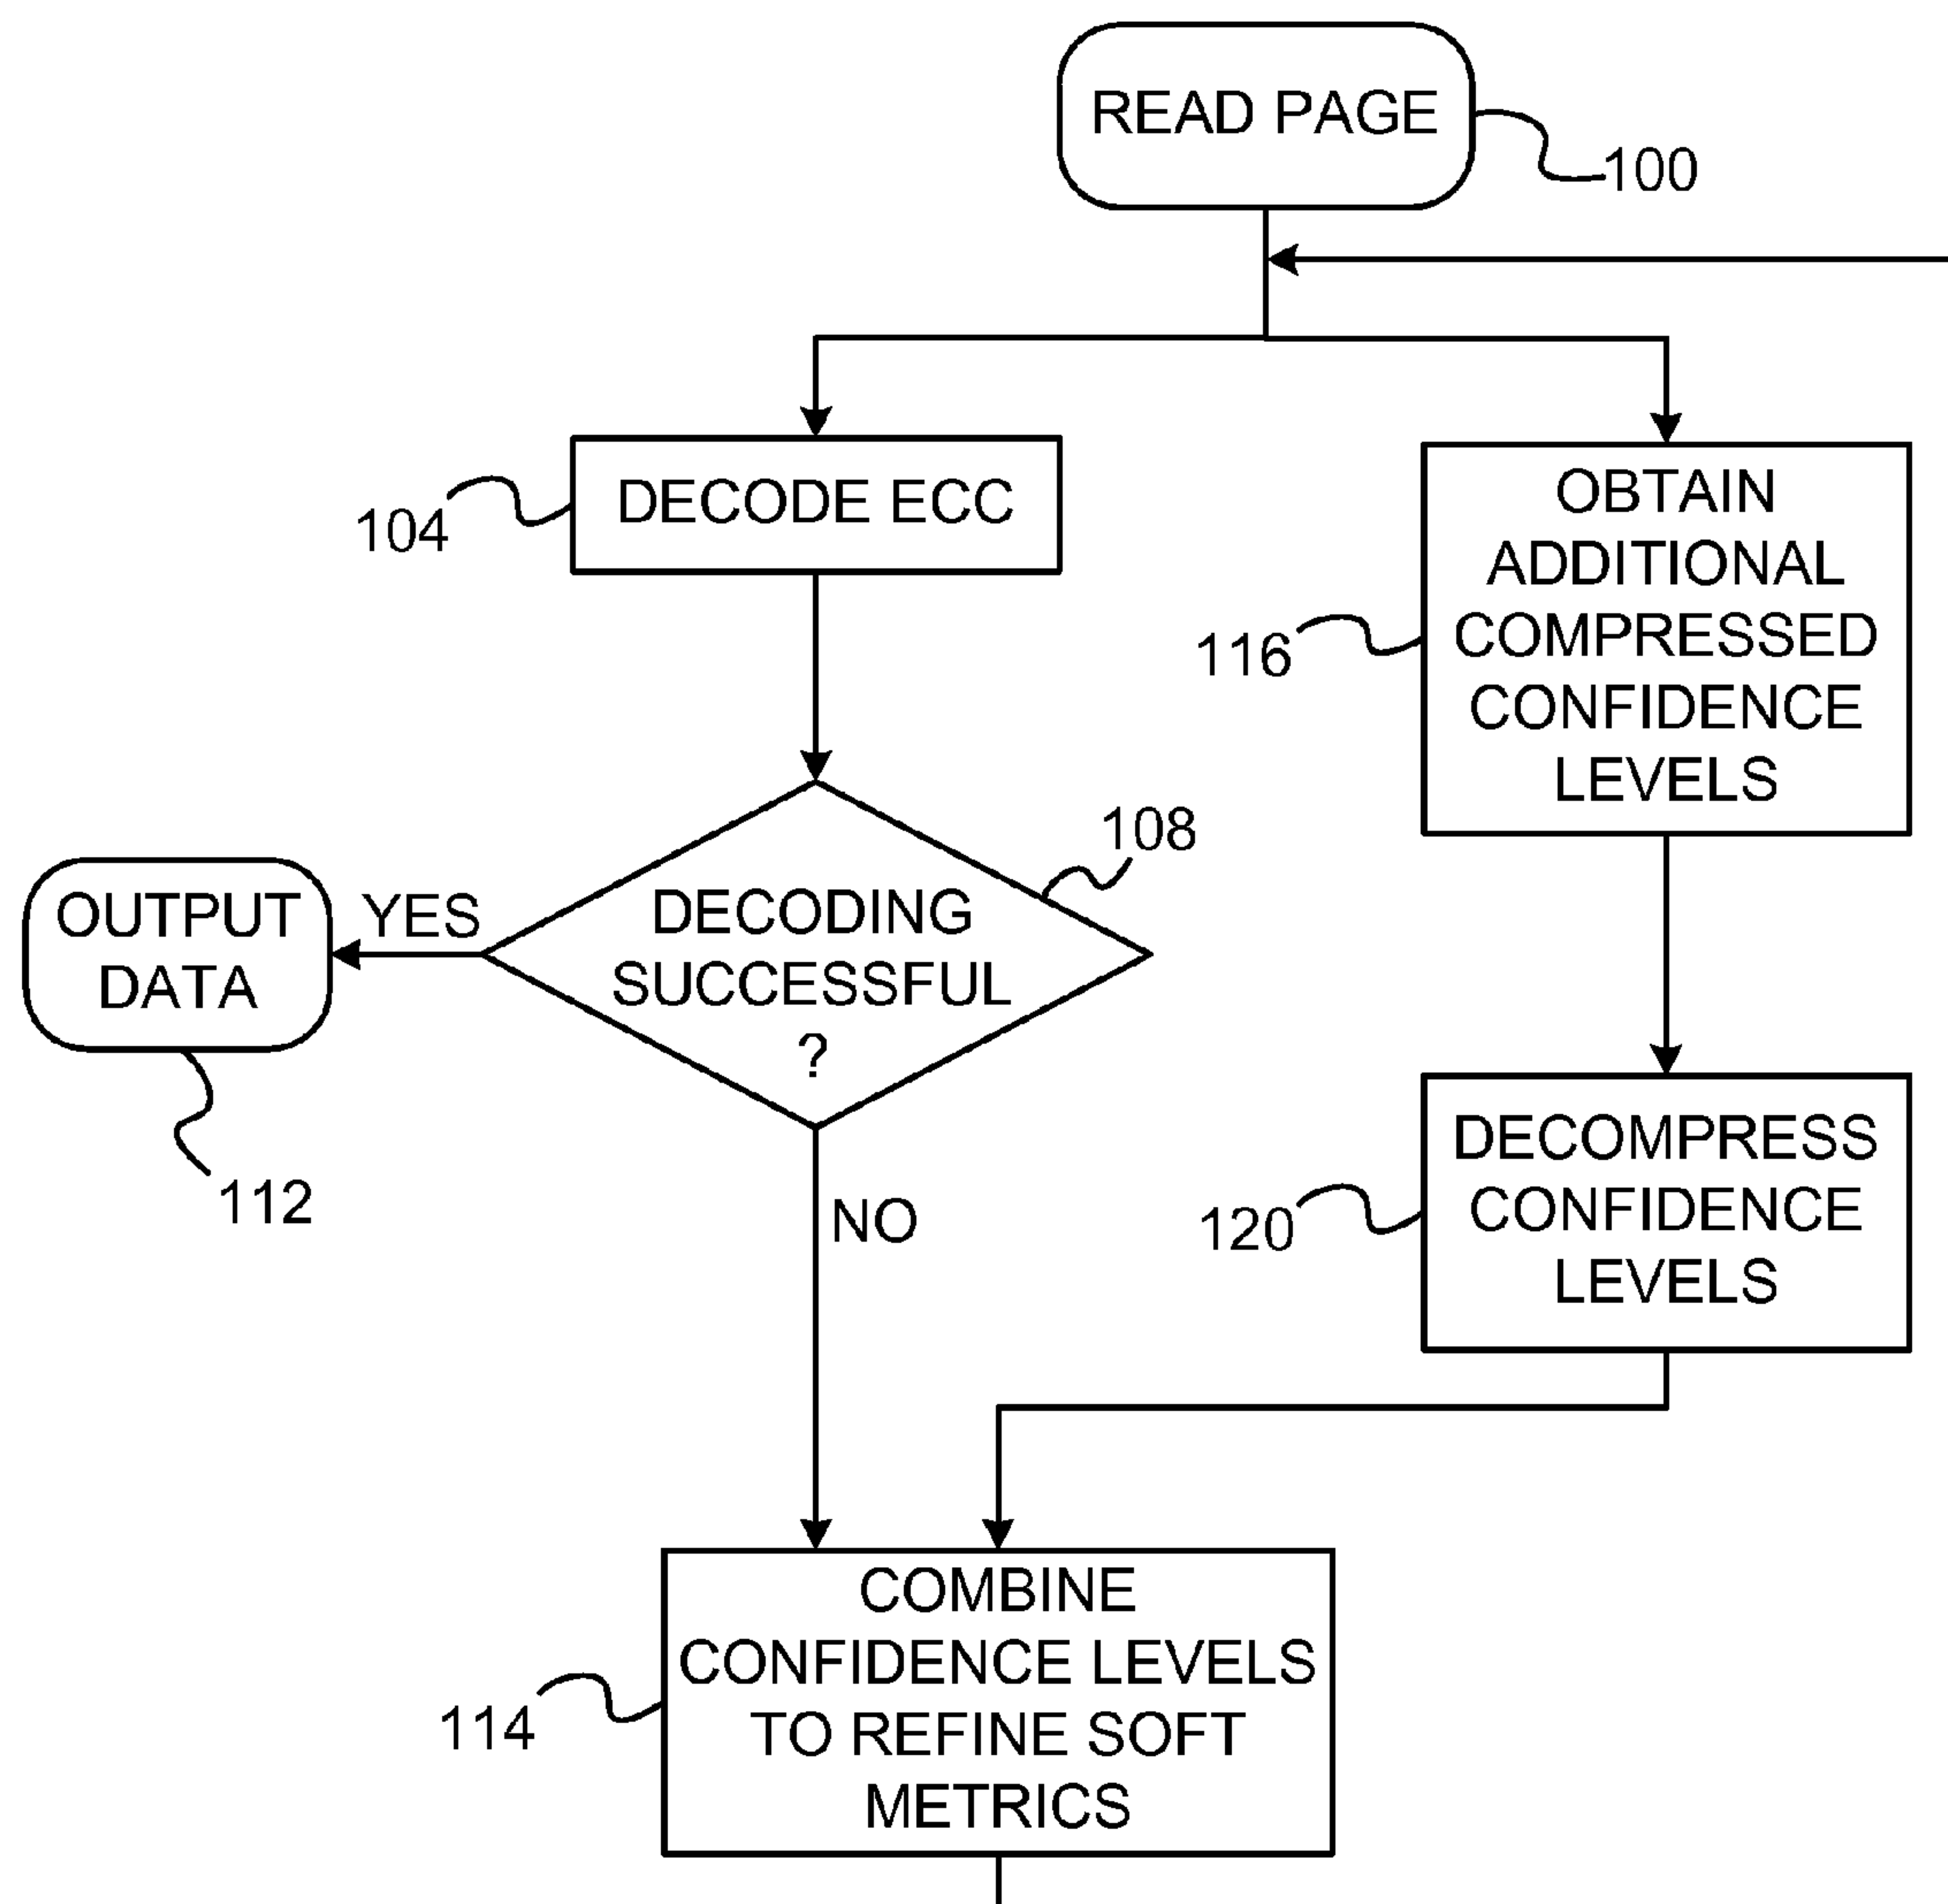 READ PAGE
100
DECODE ECC
104
OBTAIN
ADDITIONAL
COMPRESSED
CONFIDENCE
LEVELS
116
108
DECODING
SUCCESSFUL
?
YES
OUTPUT
DATA
112
NO
DECOMPRESS
CONFIDENCE
LEVELS
120
COMBINE
CONFIDENCE LEVELS
TO REFINE SOFT
METRICS
114